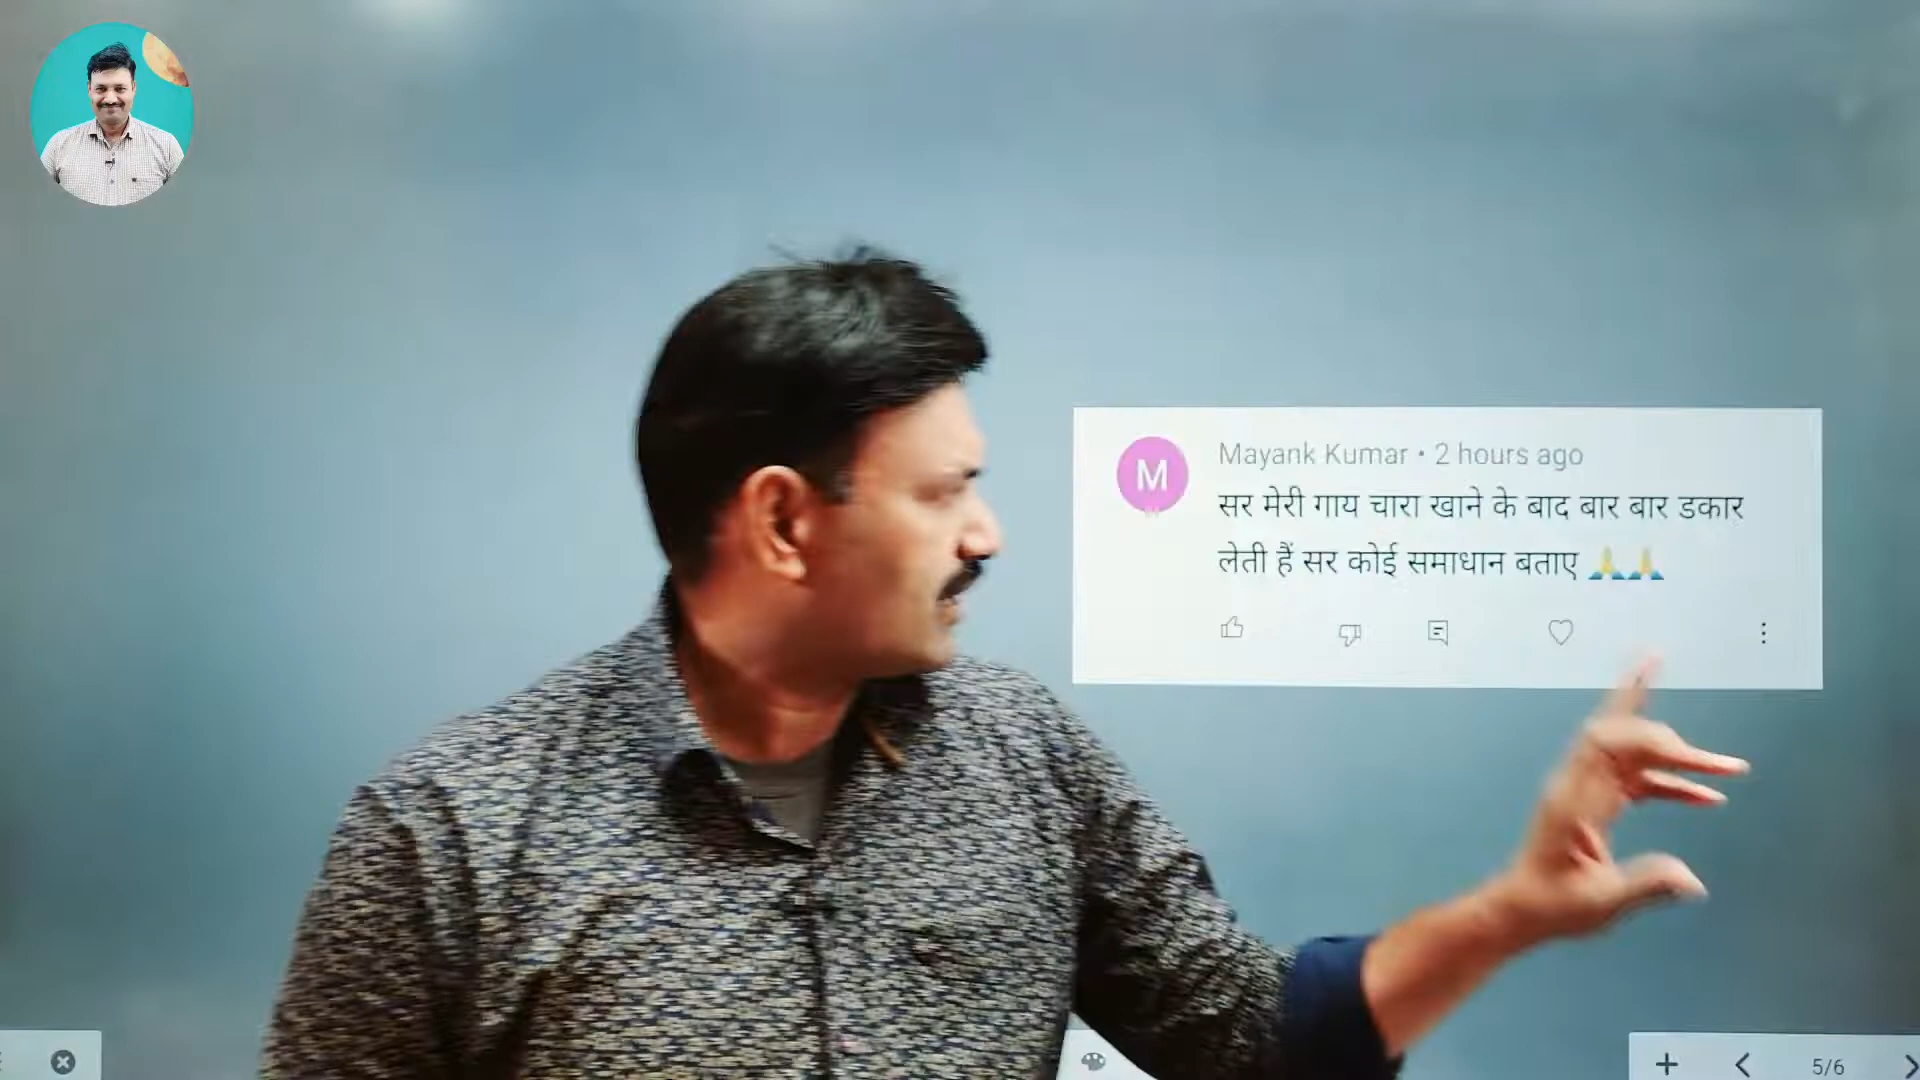 M
Mayank Kumar • 2 hours ago
सर मेरी गाय चारा खाने के बाद बार बार डकार
लेती हैं सर कोई समाधान बताए 🙏🙏
5/6